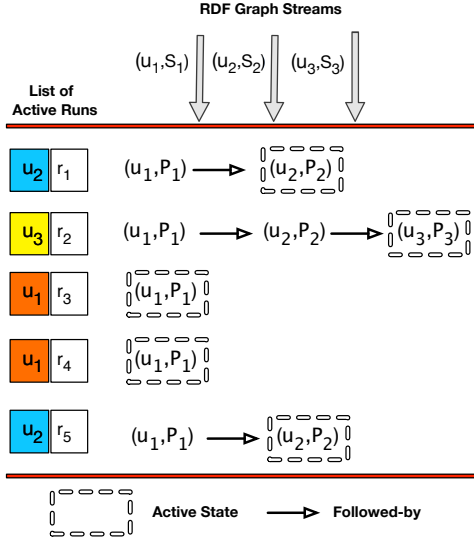 RDF Graph Streams
(u1,S1) (u2,S2) (u3,S3)
List of
Active Runs
u2 r1 (u1,P1) (u2,P2)
u3 r2 (u1,P1) (u2,P2) (u3,P3)
u1 r3 (u1,P1)
u1 r4 (u1,P1)
u2 r5 (u1,P1) (u2,P2)
Active State Followed-by